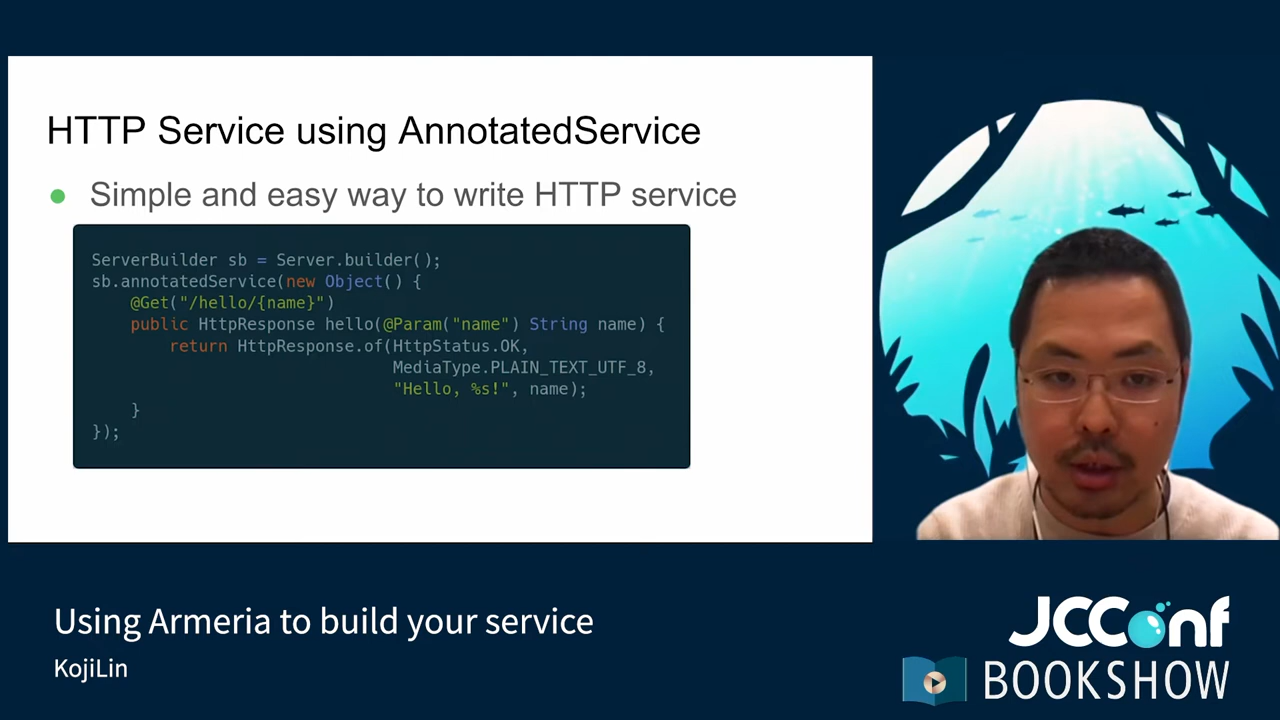 HTTP Service using AnnotatedService
● Simple and easy way to write HTTP service
ServerBuilder sb = Server.builder();
sb.annotatedService(new Object() {
    @Get("/hello/{name}")
    public HttpResponse hello(@Param("name") String name) {
        return HttpResponse.of(HttpStatus.OK,
                               MediaType.PLAIN_TEXT_UTF_8,
                               "Hello, %s!", name);
    }
});
Using Armeria to build your service
KojiLin
JCConf
BOOKSHOW